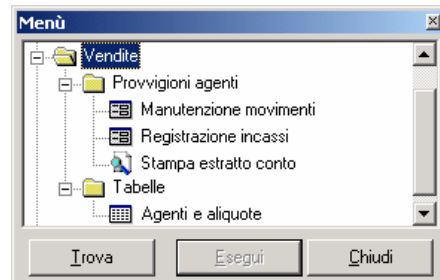 Menù
Vendite
Provvigioni agenti
Manutenzione movimenti
Registrazione incassi
Stampa estratto conto
Tabelle
Agenti e aliquote
Trova Esegui Chiudi